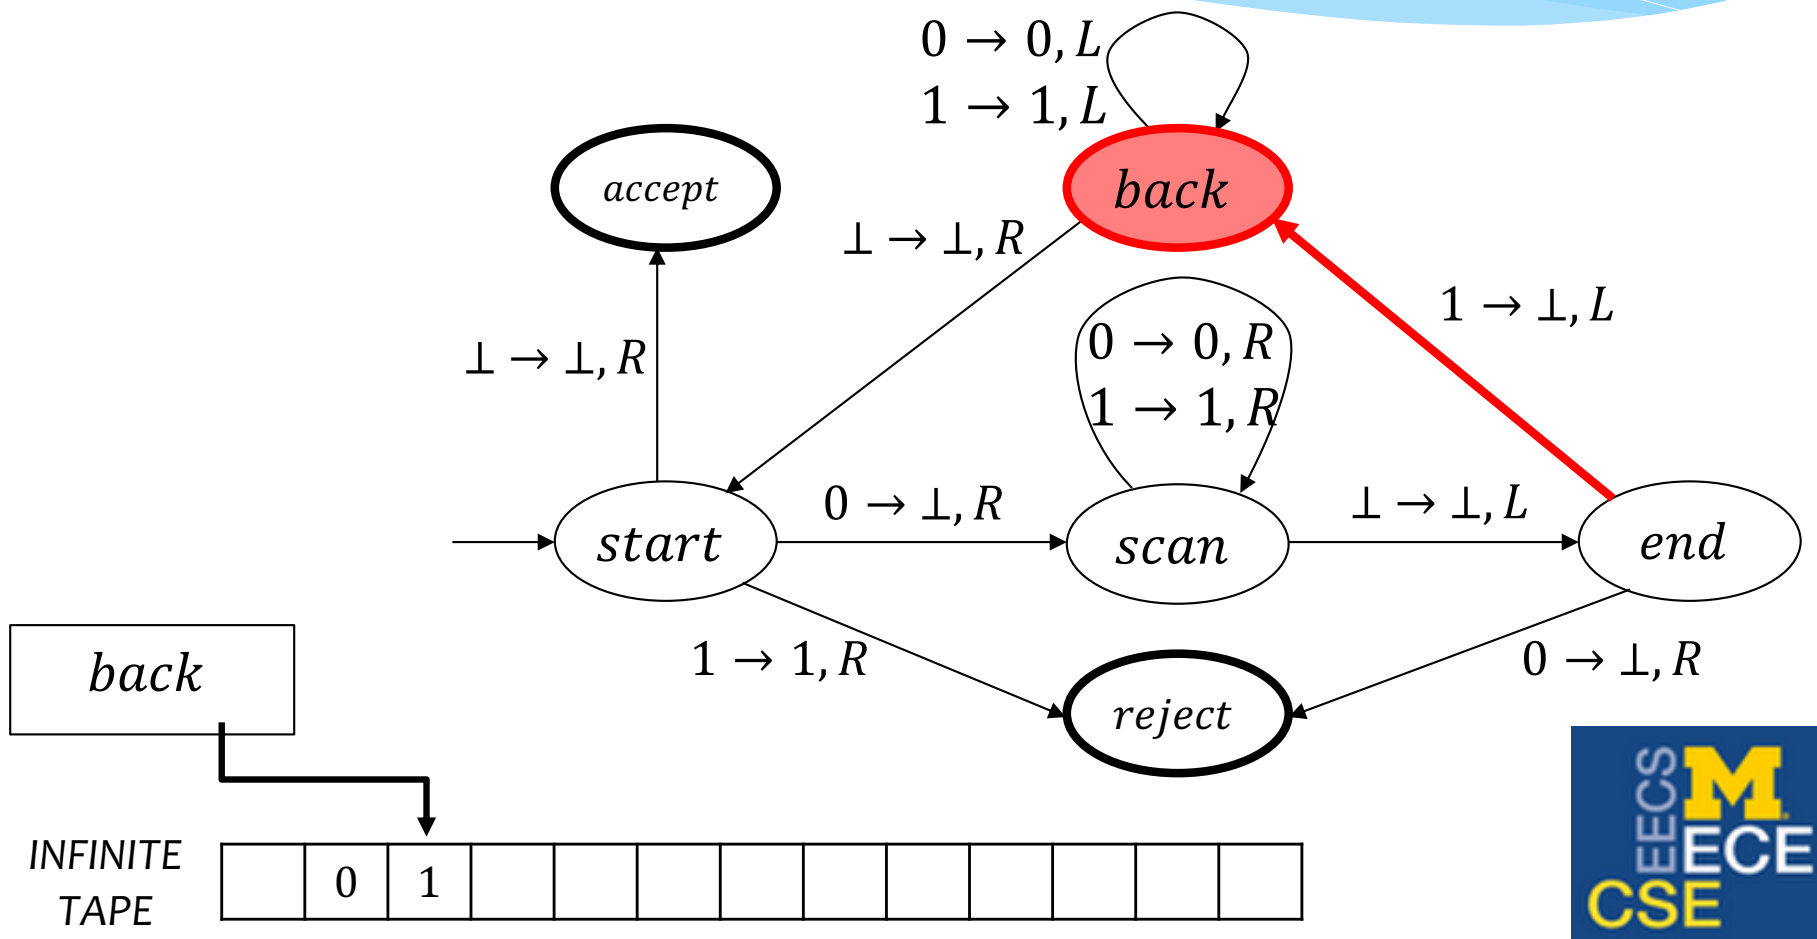 0 → 0, L
1 → 1, L
accept
back
⊥ → ⊥, R
1 → ⊥, L
⊥ → ⊥, R
0 → 0, R
1 → 1, R
start
0 → ⊥, R
scan
⊥ → ⊥, L
end
1 → 1, R
0 → ⊥, R
reject
back
INFINITE
TAPE
0 1
EECS
M
ECE
CSE